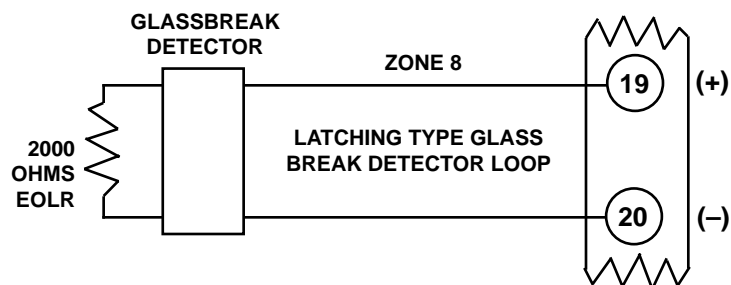 GLASSBREAK
DETECTOR
ZONE 8
19
(+)
2000
OHMS
EOLR
LATCHING TYPE GLASS
BREAK DETECTOR LOOP
20
(–)